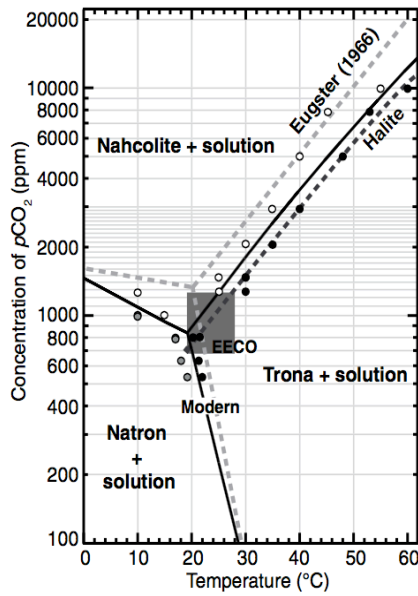 20000
10000
8000
6000
4000
2000
1000
800
600
400
200
100
Concentration of pCO₂ (ppm)
Eugster (1966)
Halite
Nahcolite + solution
EECO
Trona + solution
Modern
Natron
+
solution
0 10 20 30 40 50 60
Temperature (°C)